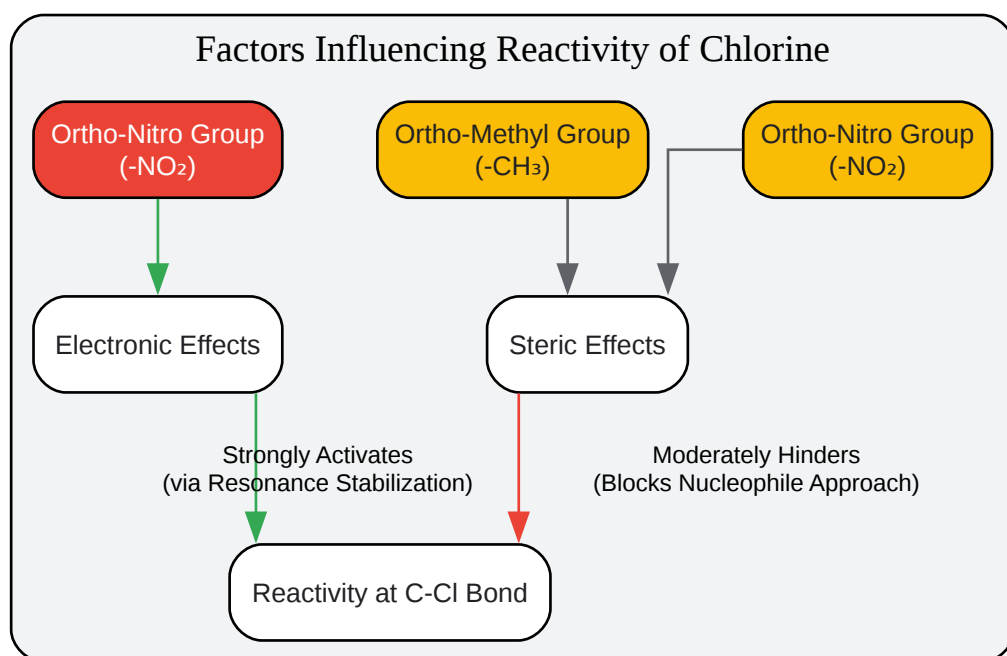 Factors Influencing Reactivity of Chlorine
Ortho-Nitro Group
(-NO₂)
Ortho-Methyl Group
(-CH₃)
Ortho-Nitro Group
(-NO₂)
Electronic Effects
Steric Effects
Strongly Activates
(via Resonance Stabilization)
Moderately Hinders
(Blocks Nucleophile Approach)
Reactivity at C-Cl Bond